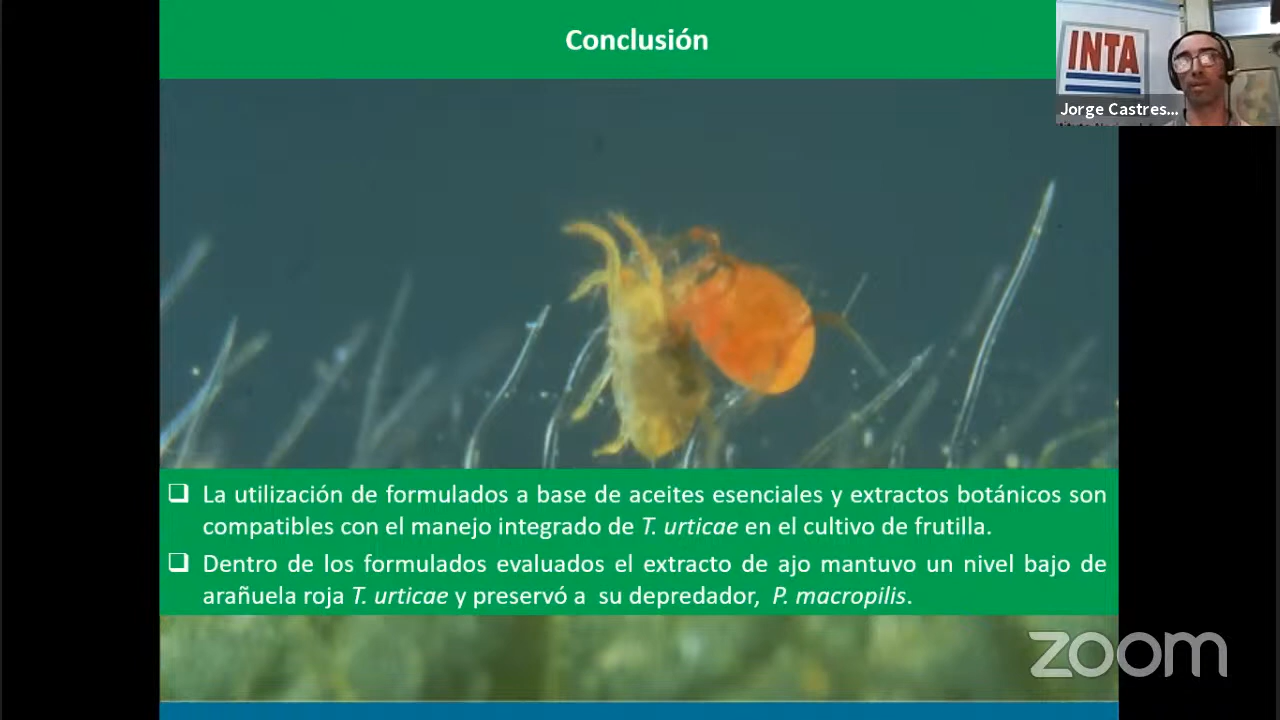 Conclusión
INTA
Jorge Castres...
❑ La utilización de formulados a base de aceites esenciales y extractos botánicos son
compatibles con el manejo integrado de T. urticae en el cultivo de frutilla.
❑ Dentro de los formulados evaluados el extracto de ajo mantuvo un nivel bajo de
arañuela roja T. urticae y preservó a su depredador, P. macropilis.
zoom